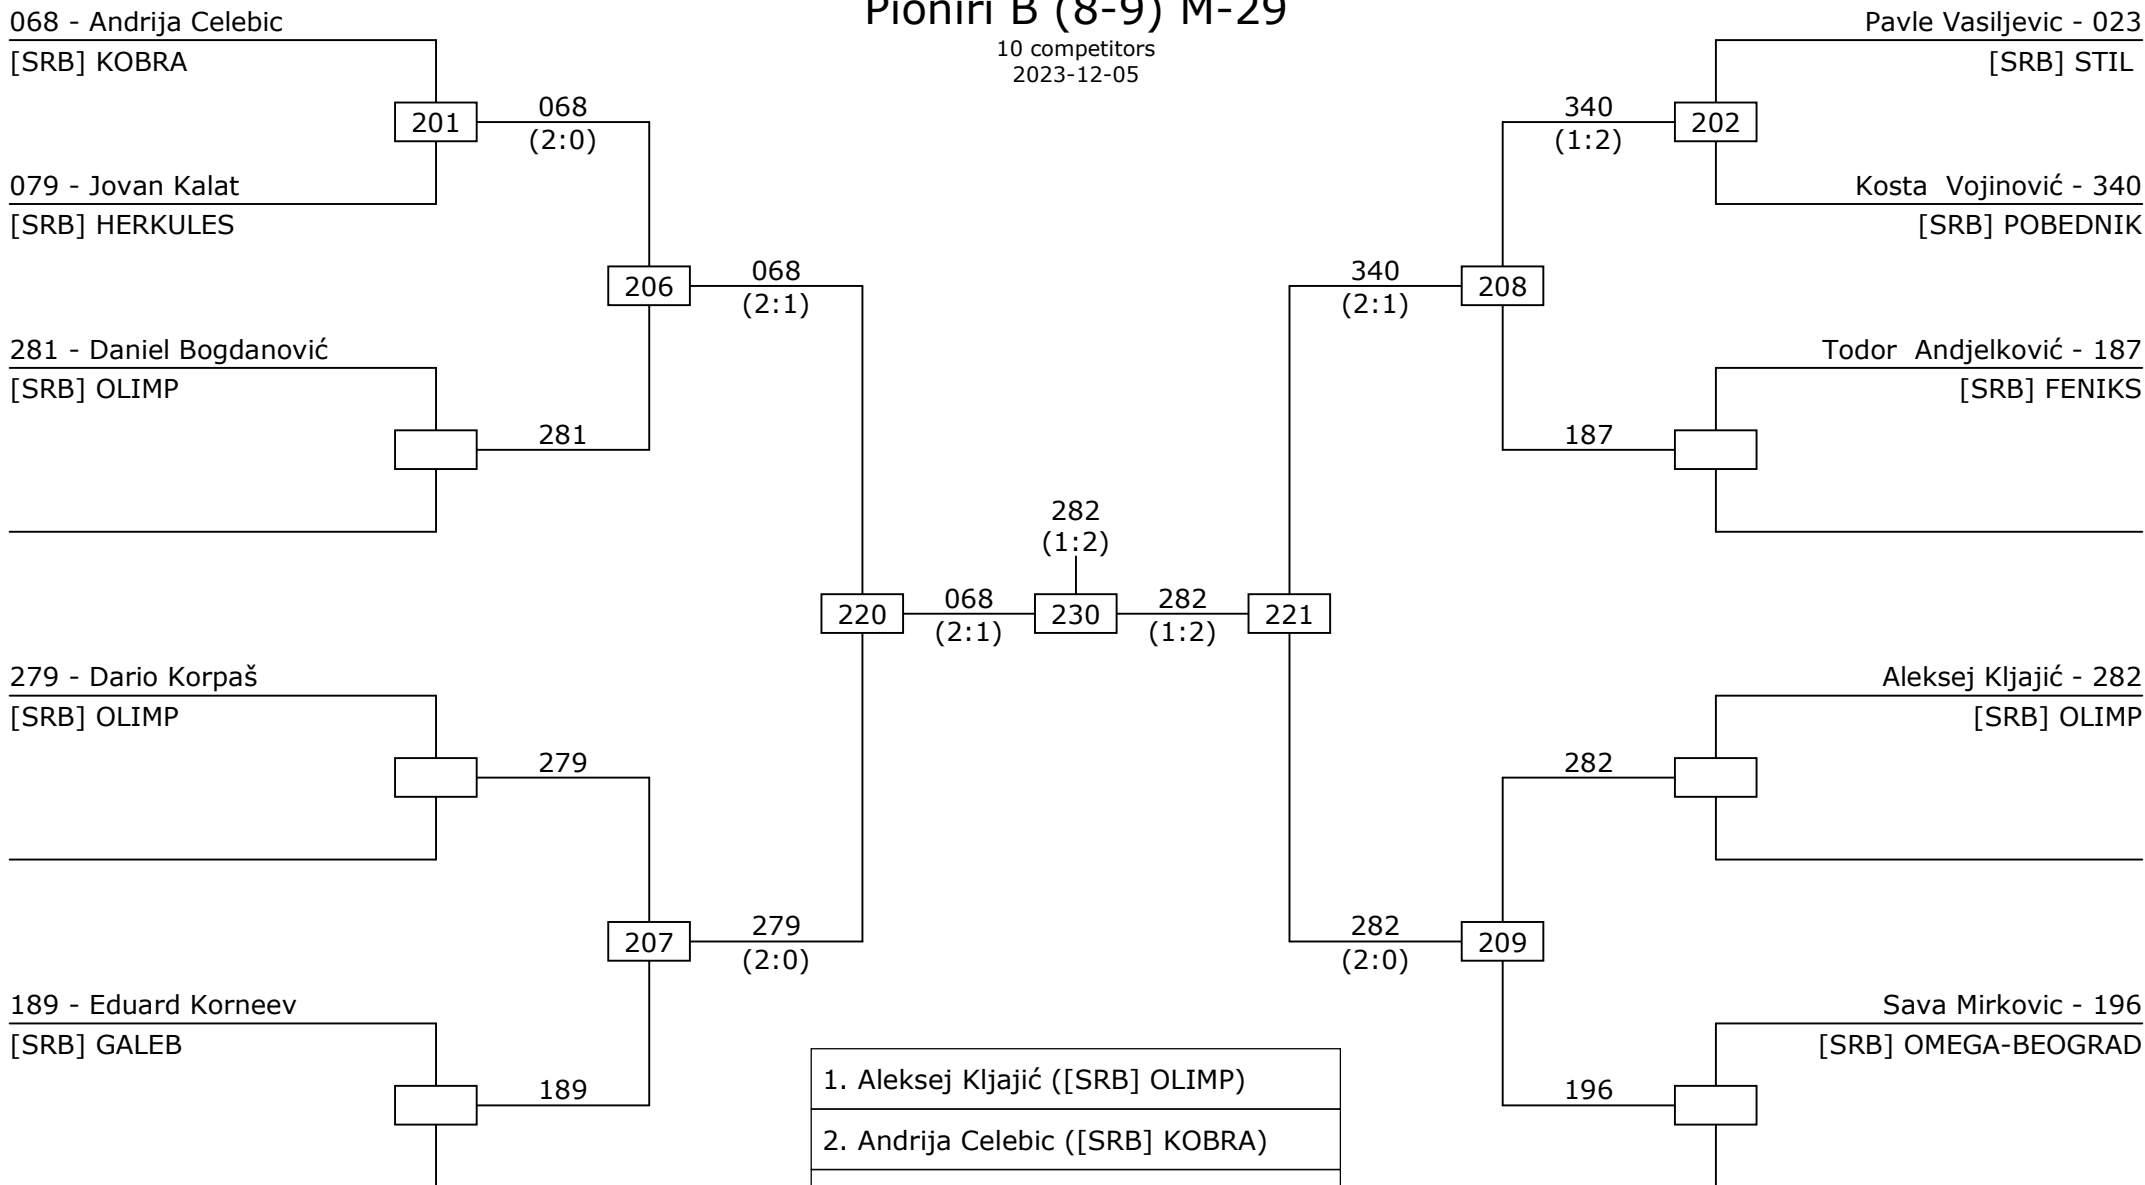 Pioniri B (8-9) M-29
10 competitors
2023-12-05
068 - Andrija Celebic
[SRB] KOBRA
079 - Jovan Kalat
[SRB] HERKULES
281 - Daniel Bogdanović
[SRB] OLIMP
279 - Dario Korpaš
[SRB] OLIMP
189 - Eduard Korneev
[SRB] GALEB
201
068
(2:0)
281
279
189
206
068
(2:1)
207
279
(2:0)
220
068
(2:1)
282
(1:2)
230
282
(1:2)
221
340
(2:1)
208
282
(2:0)
209
340
(1:2)
202
187
282
196
Pavle Vasiljevic - 023
[SRB] STIL
Kosta  Vojinović - 340
[SRB] POBEDNIK
Todor  Andjelković - 187
[SRB] FENIKS
Aleksej Kljajić - 282
[SRB] OLIMP
Sava Mirkovic - 196
[SRB] OMEGA-BEOGRAD
1. Aleksej Kljajić ([SRB] OLIMP)
2. Andrija Celebic ([SRB] KOBRA)